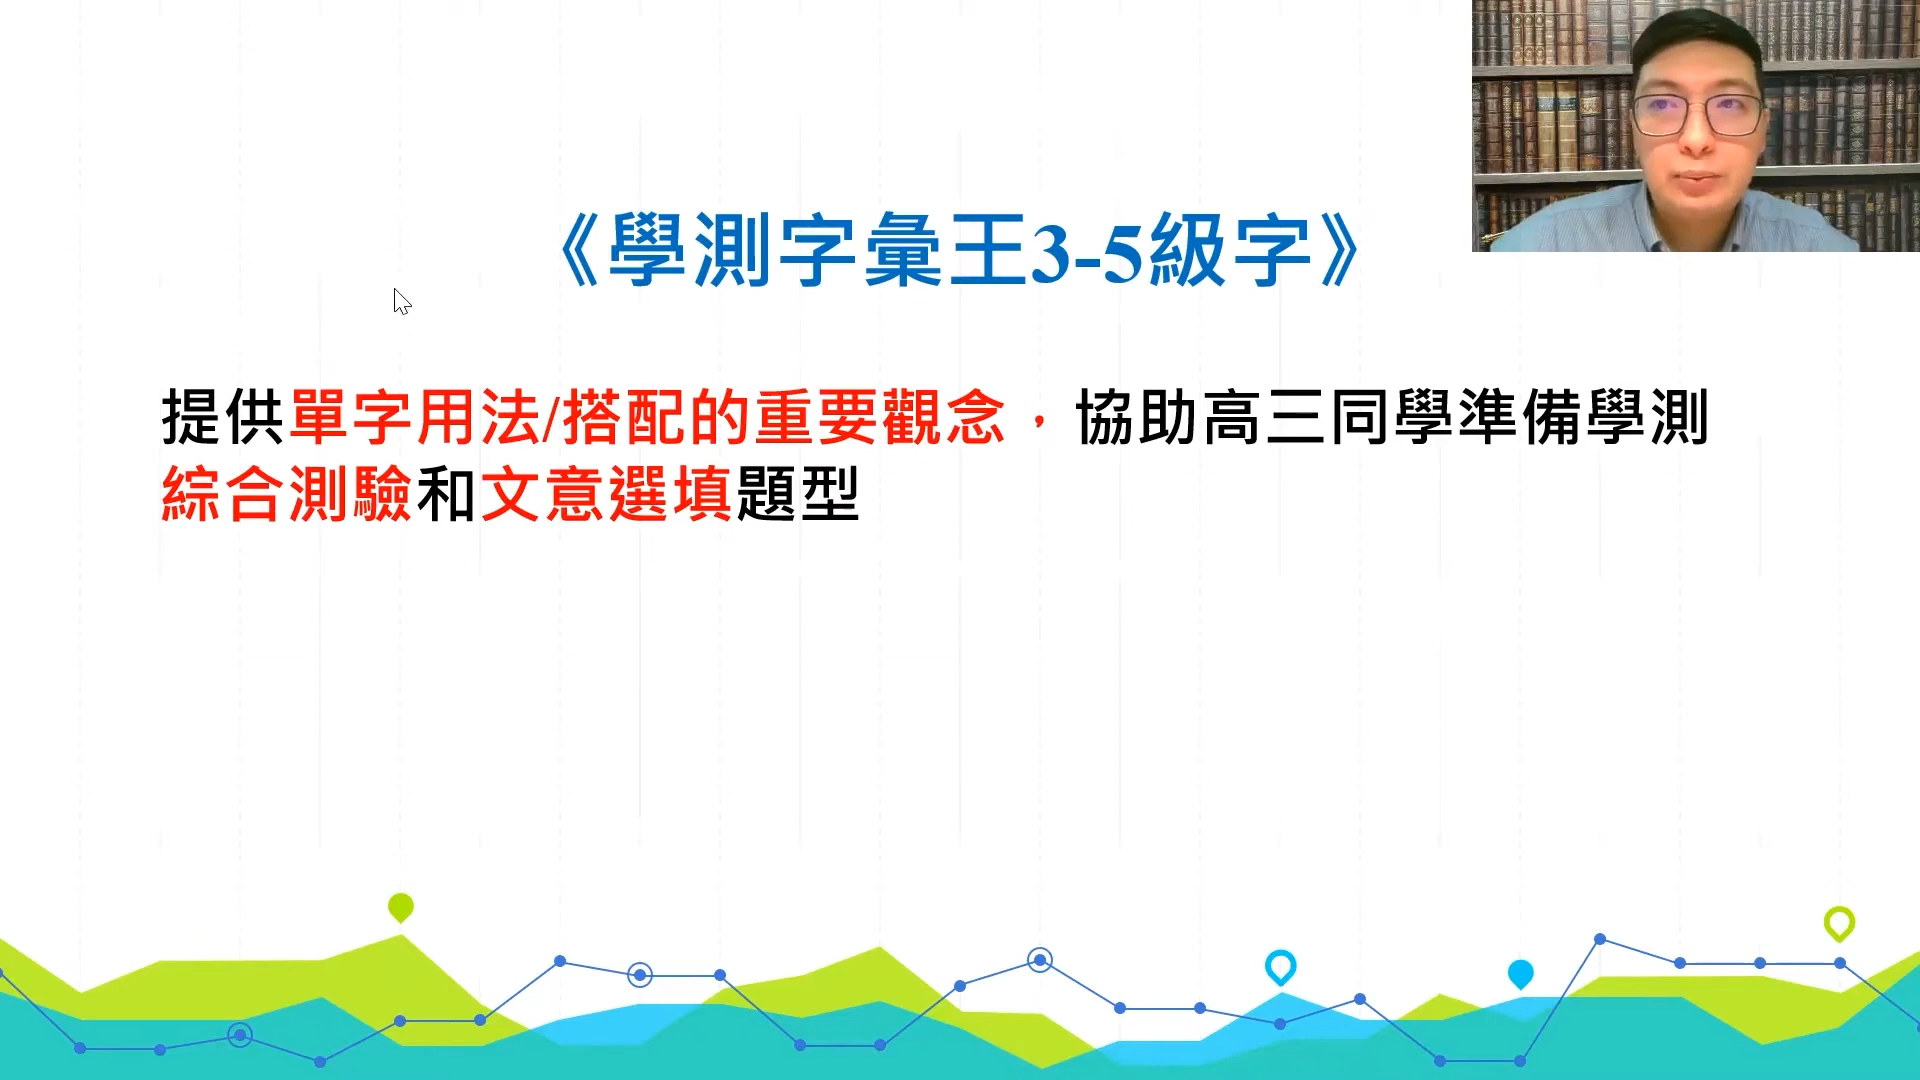 《學測字彙王3-5級字》
提供單字用法/搭配的重要觀念，協助高三同學準備學測
綜合測驗和文意選填題型